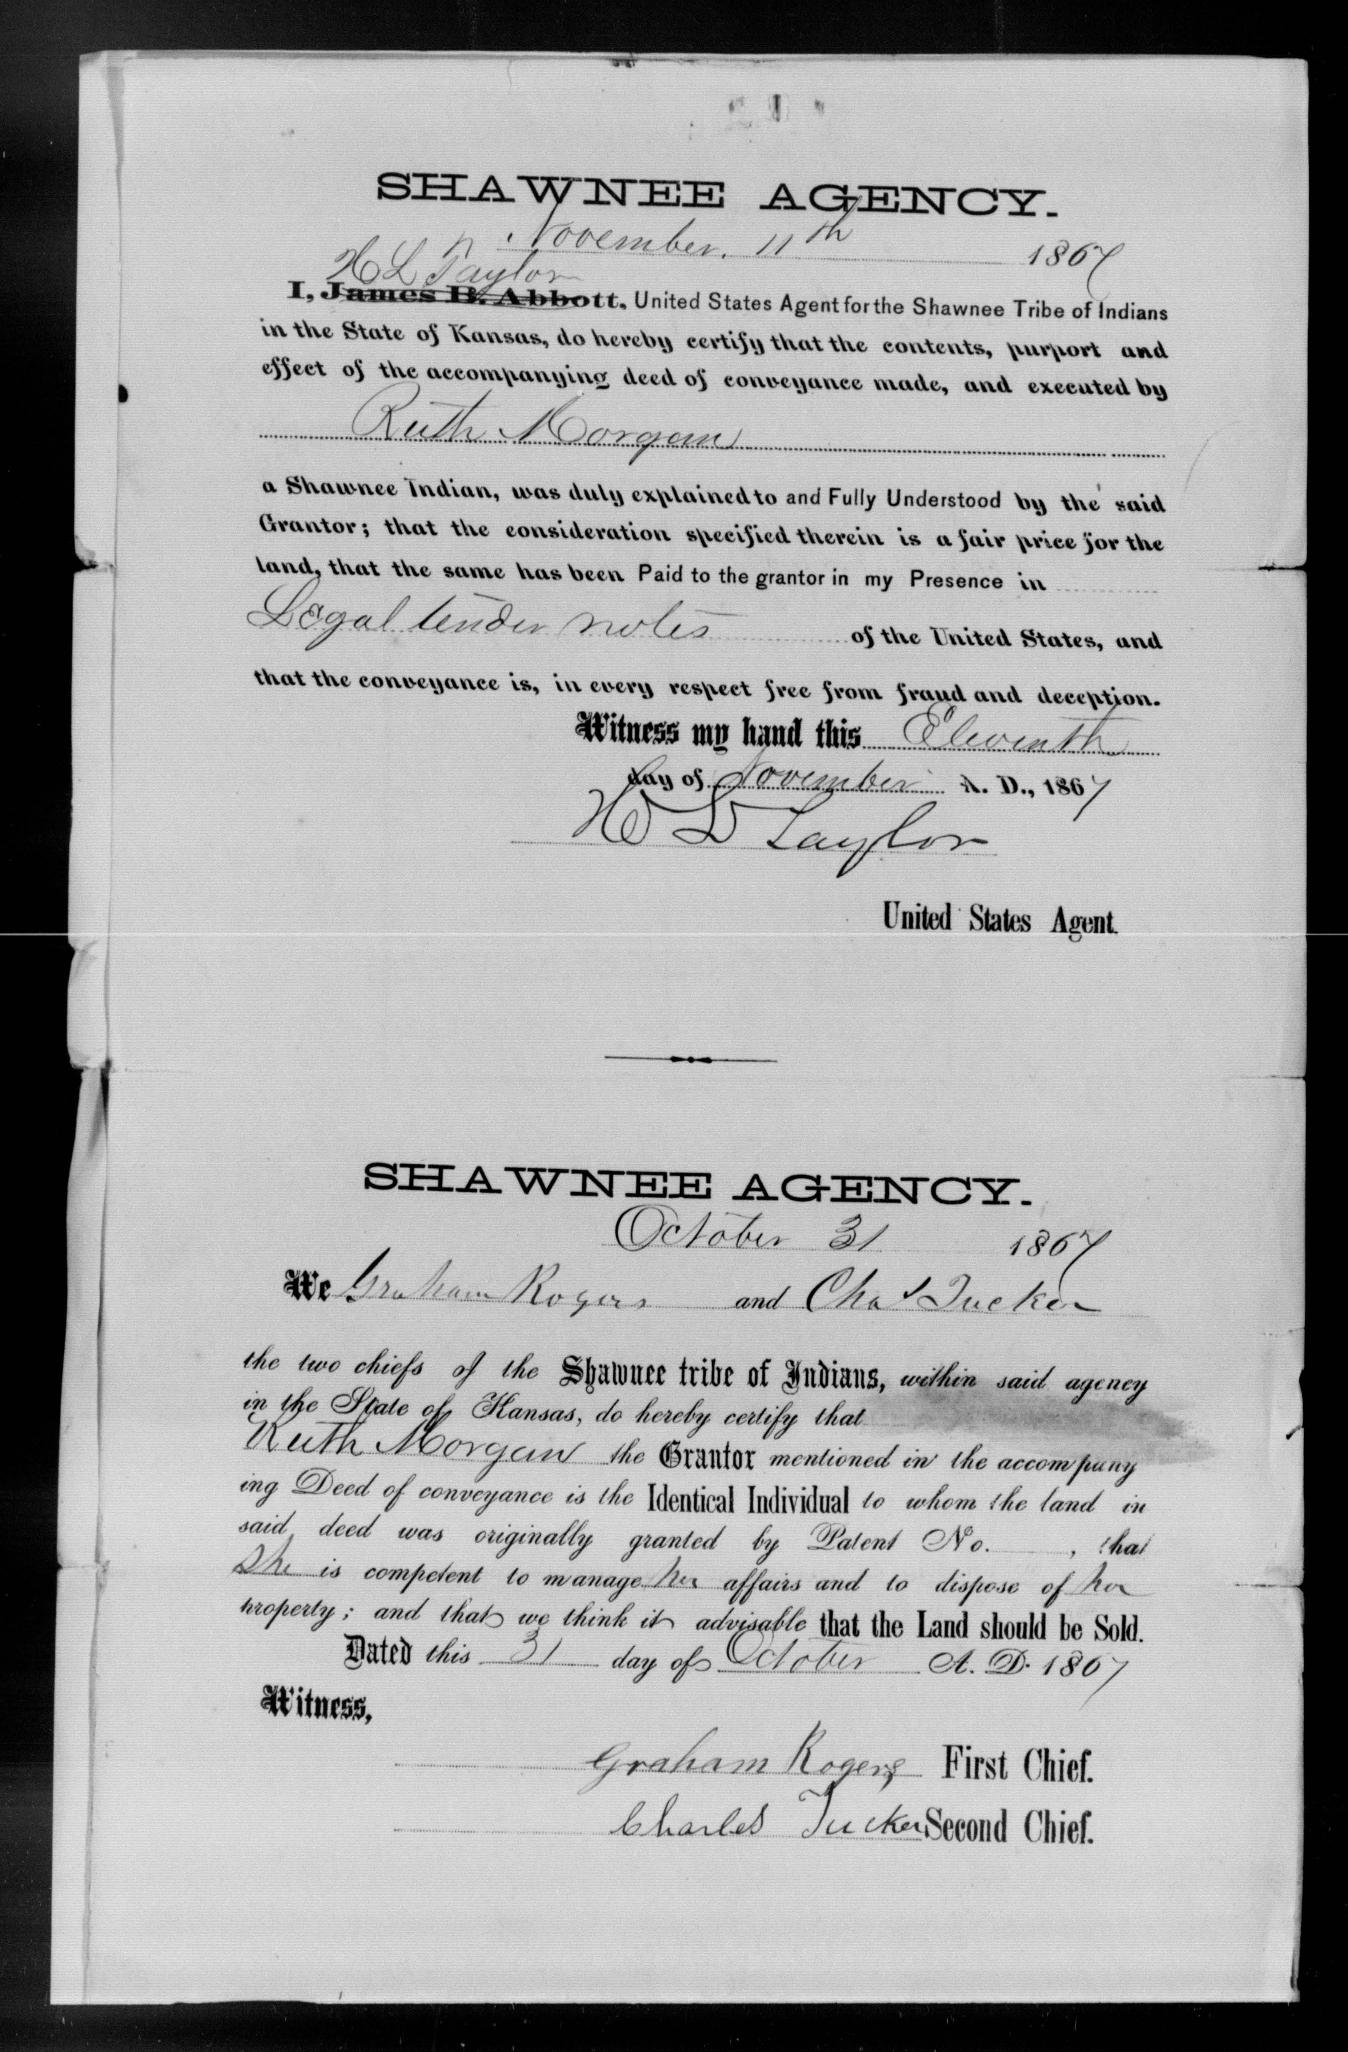 SHAWNEE AGENCY.
November. 11th 1867
H L Taylor
I, James B. Abbott, United States Agent for the Shawnee Tribe of Indians
in the State of Kansas, do hereby certify that the contents, purport and
effect of the accompanying deed of conveyance made, and executed by
Ruth Morgan
a Shawnee Indian, was duly explained to and Fully Understood by the said
Grantor; that the consideration specified therein is a fair price for the
land, that the same has been Paid to the grantor in my Presence in
Legal tender notes of the United States, and
that the conveyance is, in every respect free from fraud and deception.
Witness my hand this Eleventh
day of November A. D., 1867
H L Taylor
United States Agent.
SHAWNEE AGENCY.
October 31 1867
We Graham Rogers and Chas Tucker
the two chiefs of the Shawnee tribe of Indians, within said agency
in the State of Kansas, do hereby certify that
Ruth Morgan the Grantor mentioned in the accompany
ing Deed of conveyance is the Identical Individual to whom the land in
said deed was originally granted by Patent No. , that
She is competent to manage her affairs and to dispose of her
property; and that we think it advisable that the Land should be Sold.
Dated this 31 day of October A. D. 1867
Witness,
Graham Rogers First Chief.
Charles Tucker Second Chief.